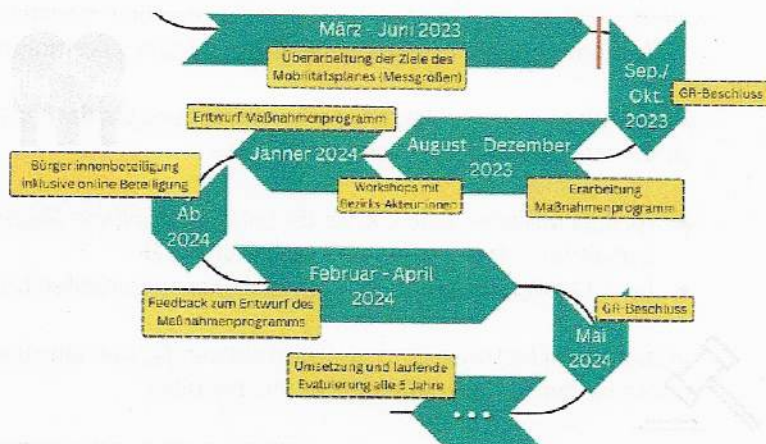 März - Juni 2023
Überarbeitung der Ziele des
Mobilitätsplanes (Messgrößen)
Sep./
Okt.
2023
GR-Beschluss
August - Dezember
2023
Erarbeitung
Maßnahmenprogramm
Workshops mit
Bezirks-Akteur:innen
Jänner 2024
Entwurf Maßnahmenprogramm
Bürger:innenbeteiligung
inklusive online Beteiligung
Ab
2024
Feedback zum Entwurf des
Maßnahmenprogramms
Februar - April
2024
GR-Beschluss
Mai
2024
Umsetzung und laufende
Evaluierung alle 5 Jahre
...